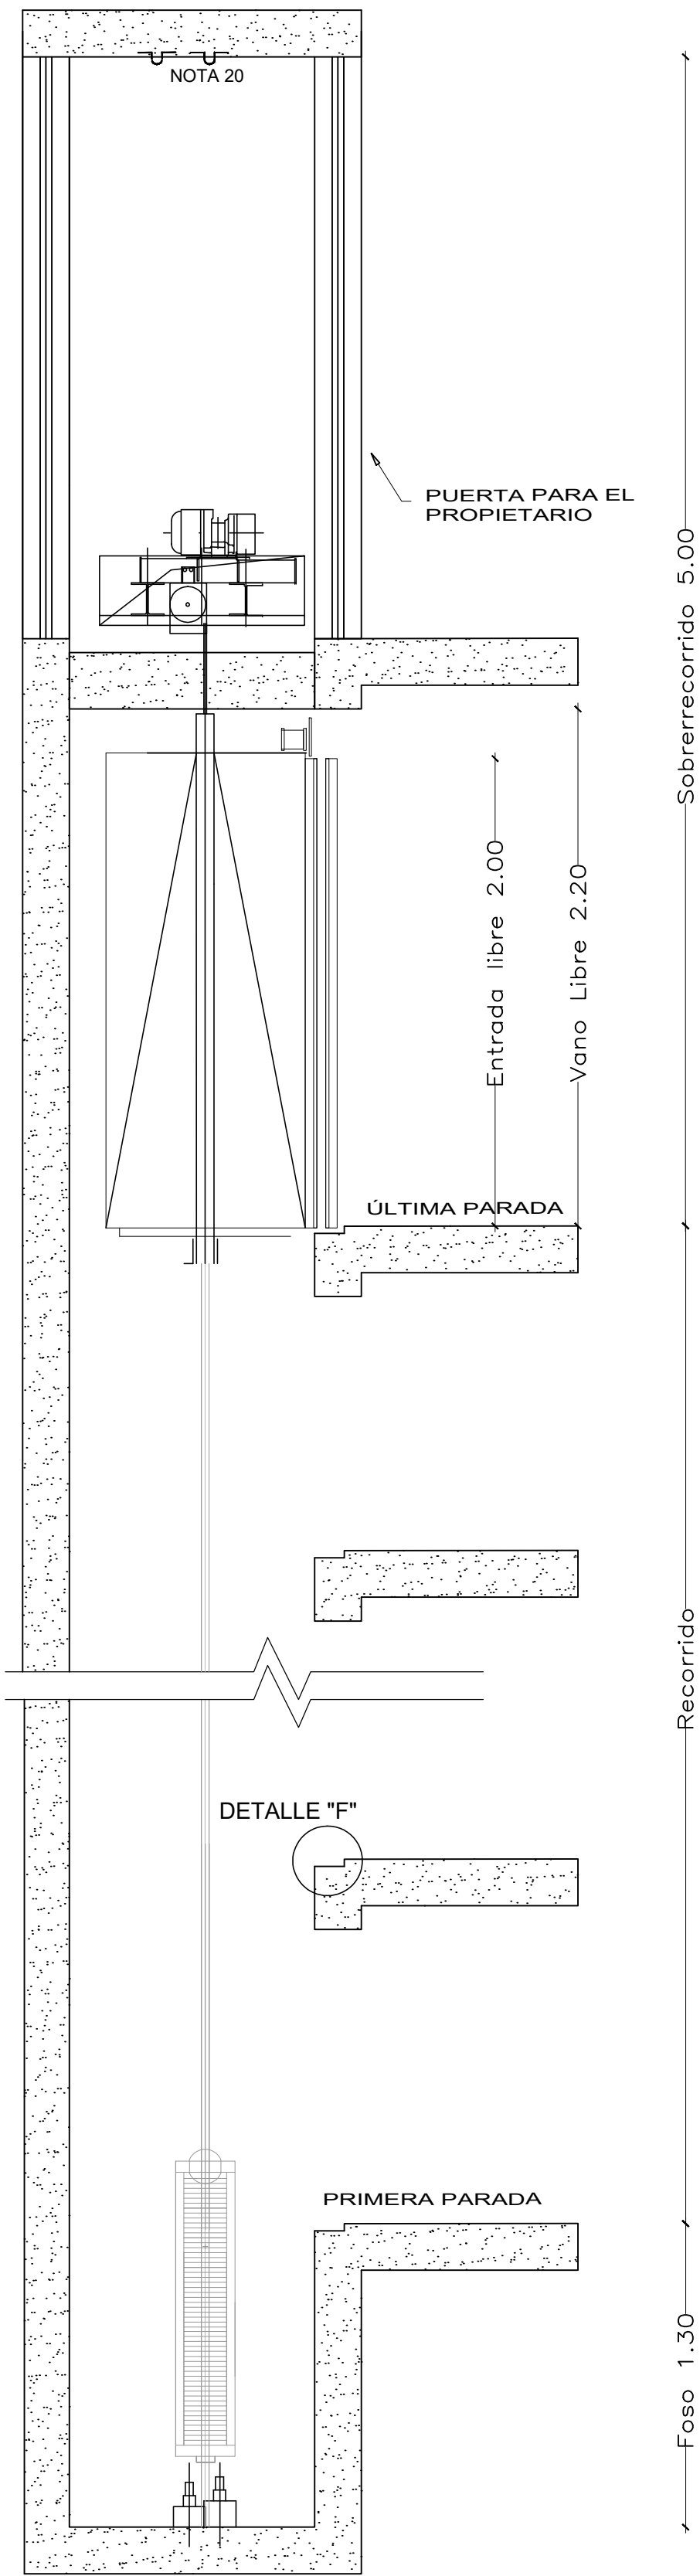 NOTA 20
PUERTA PARA EL
PROPIETARIO
Sobrerrecorrido 5.00
Entrada libre 2.00
Vano Libre 2.20
ÚLTIMA PARADA
Recorrido
DETALLE "F"
PRIMERA PARADA
Foso 1.30